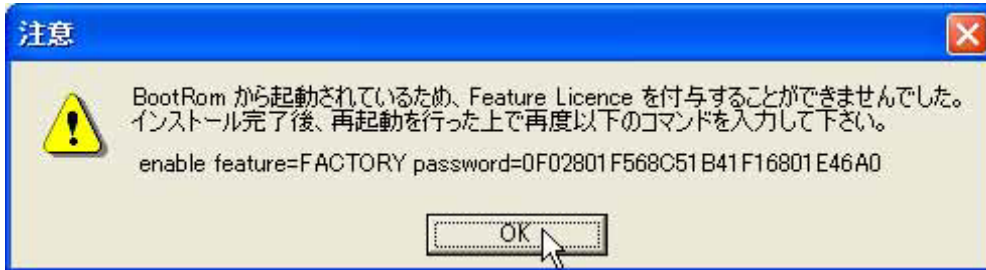 注意
BootRom から起動されているため、Feature Licence を付与することができませんでした。
インストール完了後、再起動を行った上で再度以下のコマンドを入力して下さい。
enable feature=FACTORY password=0F02801F568C51B41F16801E46A0
OK